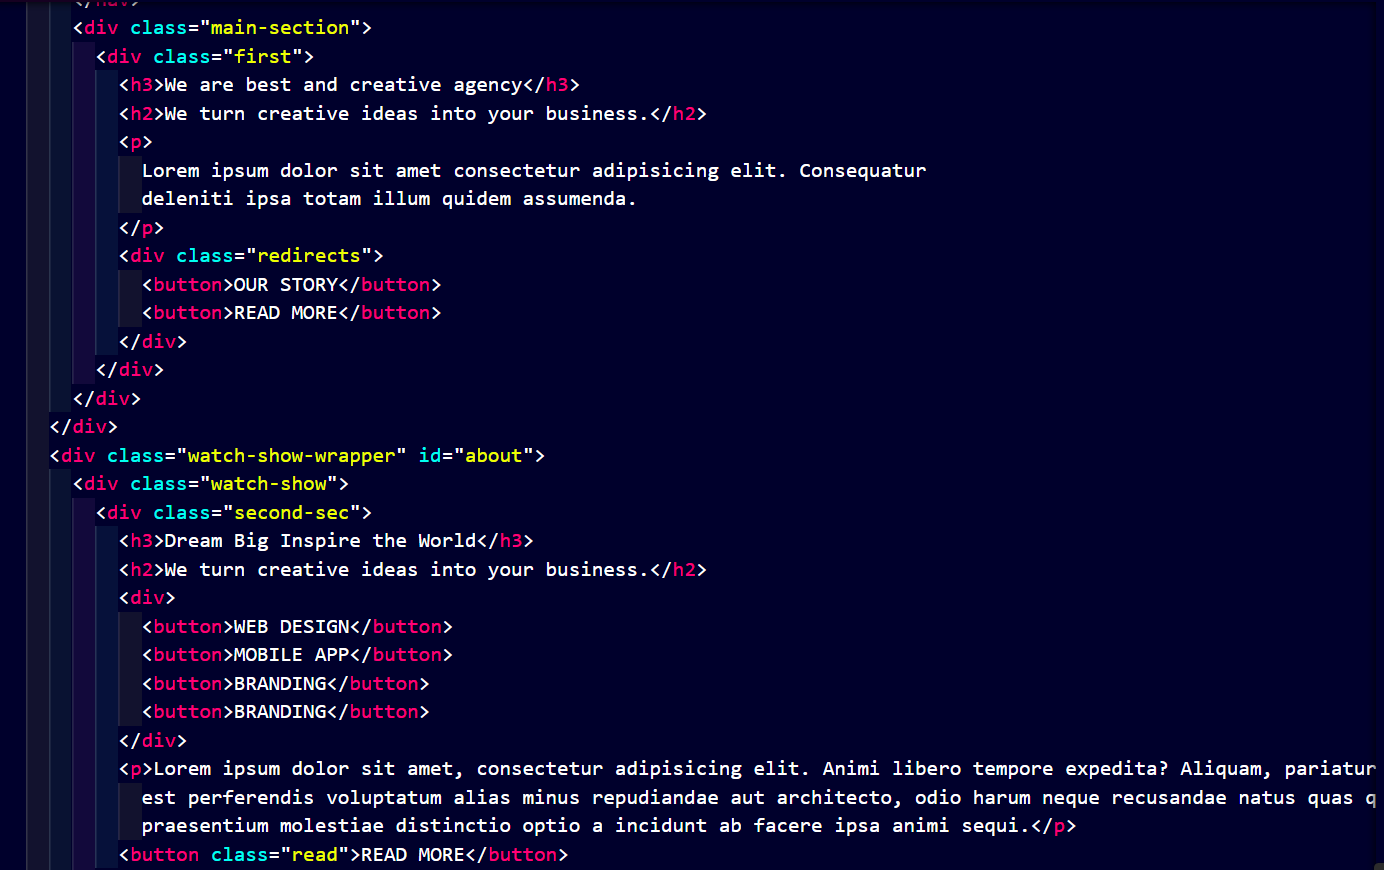 </nav>
<div class="main-section">
<div class="first">
<h3>We are best and creative agency</h3>
<h2>We turn creative ideas into your business.</h2>
<p>
Lorem ipsum dolor sit amet consectetur adipisicing elit. Consequatur
deleniti ipsa totam illum quidem assumenda.
</p>
<div class="redirects">
<button>OUR STORY</button>
<button>READ MORE</button>
</div>
</div>
</div>
</div>
<div class="watch-show-wrapper" id="about">
<div class="watch-show">
<div class="second-sec">
<h3>Dream Big Inspire the World</h3>
<h2>We turn creative ideas into your business.</h2>
<div>
<button>WEB DESIGN</button>
<button>MOBILE APP</button>
<button>BRANDING</button>
<button>BRANDING</button>
</div>
<p>Lorem ipsum dolor sit amet, consectetur adipisicing elit. Animi libero tempore expedita? Aliquam, pariatur
est perferendis voluptatum alias minus repudiandae aut architecto, odio harum neque recusandae natus quas q
praesentium molestiae distinctio optio a incidunt ab facere ipsa animi sequi.</p>
<button class="read">READ MORE</button>